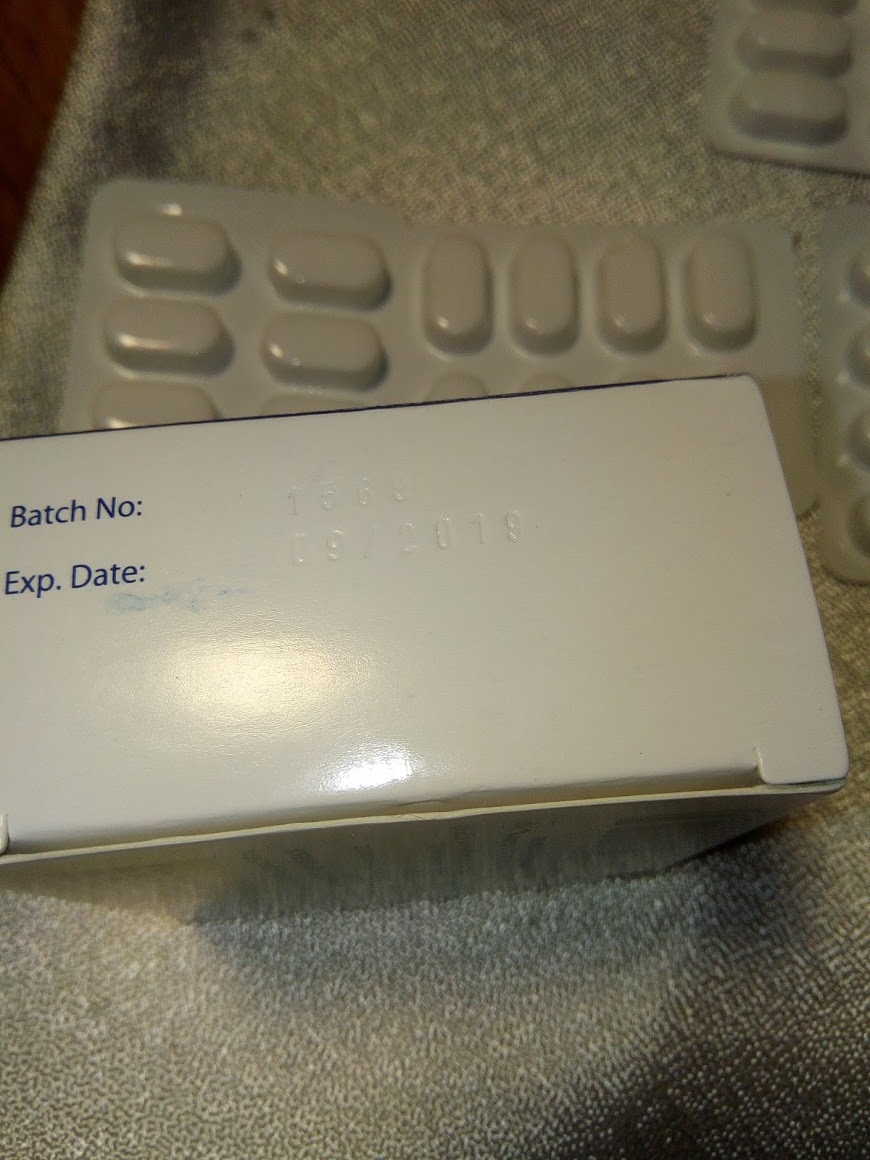 Batch No:
Exp. Date: 09/2019